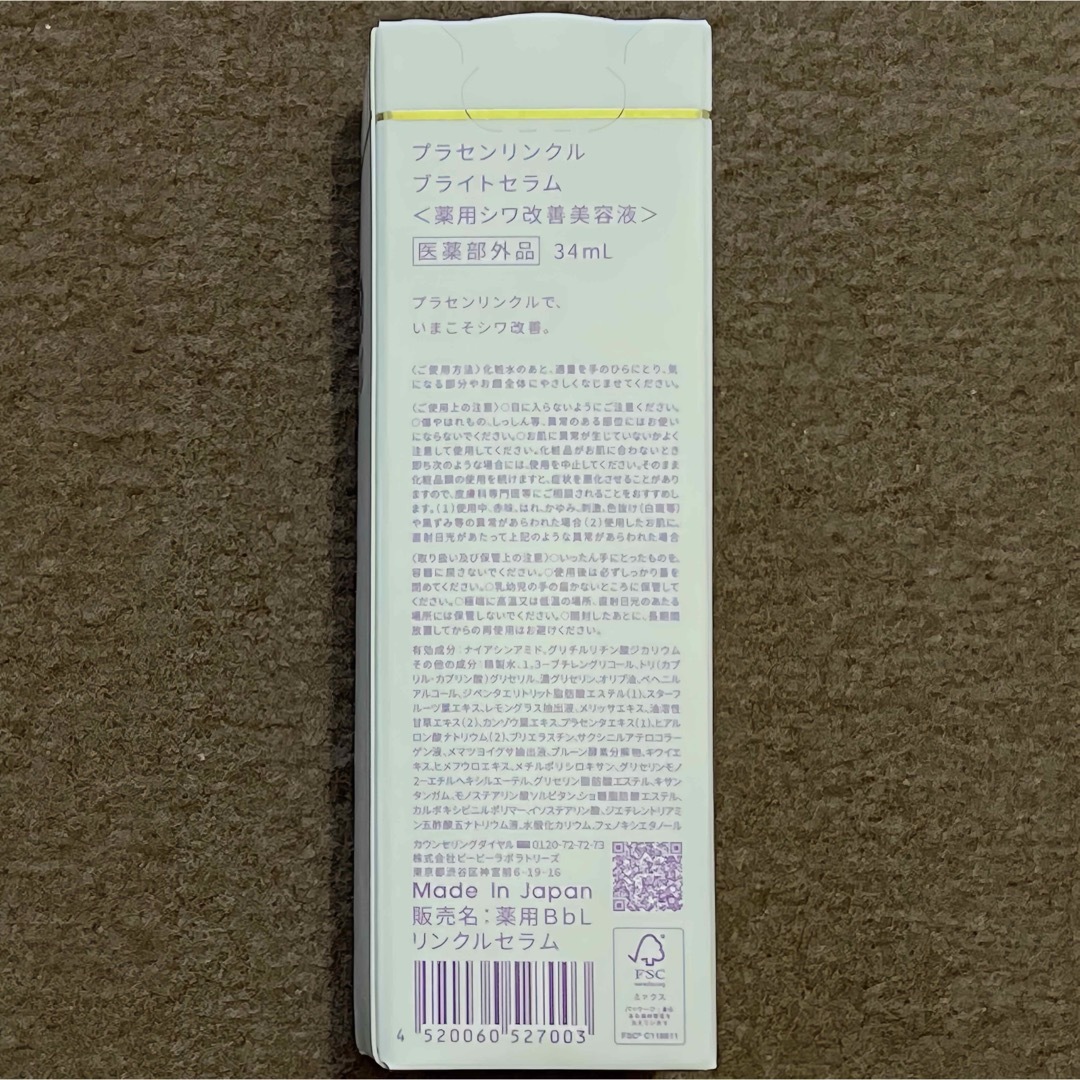 プラセンリンクル
ブライトセラム
＜薬用シワ改善美容液＞
医薬部外品 34mL
プラセンリンクルで、
いまこそシワ改善。
〈ご使用方法〉化粧水のあと、適量を手のひらにとり、気
になる部分やお顔全体にやさしくなじませてください。
〈ご使用上の注意〉○目に入らないようにご注意ください。
○傷やはれもの、しっしん等、異常のある部位にはお使い
にならないでください。○お肌に異常が生じていないかよく
注意して使用してください。化粧品がお肌に合わないとき
即ち次のような場合には、使用を中止してください。そのまま
化粧品類の使用を続けますと、症状を悪化させることがあり
ますので、皮膚科専門医等にご相談されることをおすすめしま
す。(1)使用中、赤味、はれ、かゆみ、刺激、色抜け(白斑等)
や黒ずみ等の異常があらわれた場合(2)使用したお肌に、
直射日光があたって上記のような異常があらわれた場合
〈取り扱い及び保管上の注意〉○いったん手にとったものを、
容器に戻さないでください。○使用後は必ずしっかり蓋を
閉めてください。○乳幼児の手の届かないところに保管して
ください。○極端に高温又は低温の場所、直射日光のあたる
場所には保管しないでください。○開封したあとに、長期間
放置してからの再使用はお避けください。
有効成分：ナイアシンアミド、グリチルリチン酸ジカリウム
その他の成分：精製水、1,3-ブチレングリコール、トリ(カプ
リル・カプリン酸)グリセリル、濃グリセリン、オリブ油、ベヘニル
アルコール、ジペンタエリトリット脂肪酸エステル(1)、スターフ
ルーツ葉エキス、レモングラス抽出液、メリッサエキス、油溶性
甘草エキス(2)、カンゾウ葉エキス、プラセンタエキス(1)、ヒアル
ロン酸ナトリウム(2)、プリエラスチン、サクシニルアテロコラー
ゲン液、メマツヨイグサ抽出液、プルーン酵素分解物、キウイエ
キス、ヒメフウロエキス、メチルポリシロキサン、グリセリンモノ
2-エチルヘキシルエーテル、グリセリン脂肪酸エステル、キサン
タンガム、モノステアリン酸ソルビタン、ショ糖脂肪酸エステル、
カルボキシビニルポリマー、イソステアリン酸、ジエチレントリアミ
ン五酢酸五ナトリウム液、水酸化カリウム、フェノキシエタノール
カウンセリングダイヤル 0120-72-72-73
株式会社ビービーラボラトリーズ
東京都渋谷区神宮前6-19-16
Made In Japan
販売名：薬用BbL
リンクルセラム
FSC
ミックス
FSC® C118611
4 520060 527003